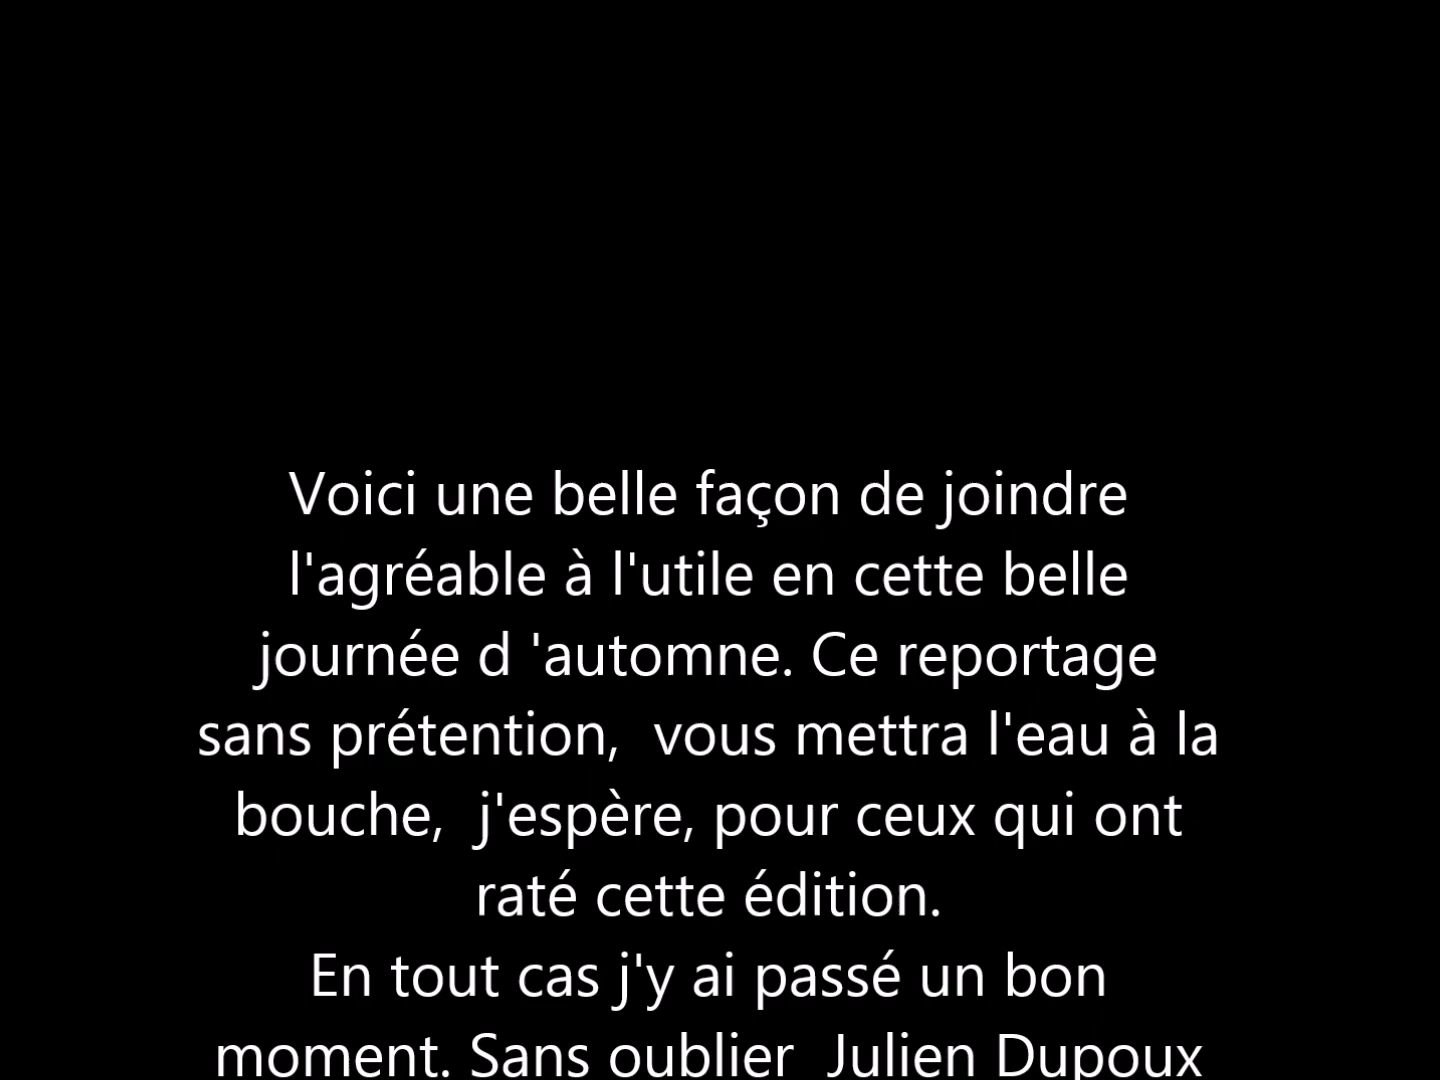 Voici une belle façon de joindre
l'agréable à l'utile en cette belle
journée d 'automne. Ce reportage
sans prétention,  vous mettra l'eau à la
bouche,  j'espère, pour ceux qui ont
raté cette édition.
En tout cas j'y ai passé un bon
moment. Sans oublier  Julien Dupoux